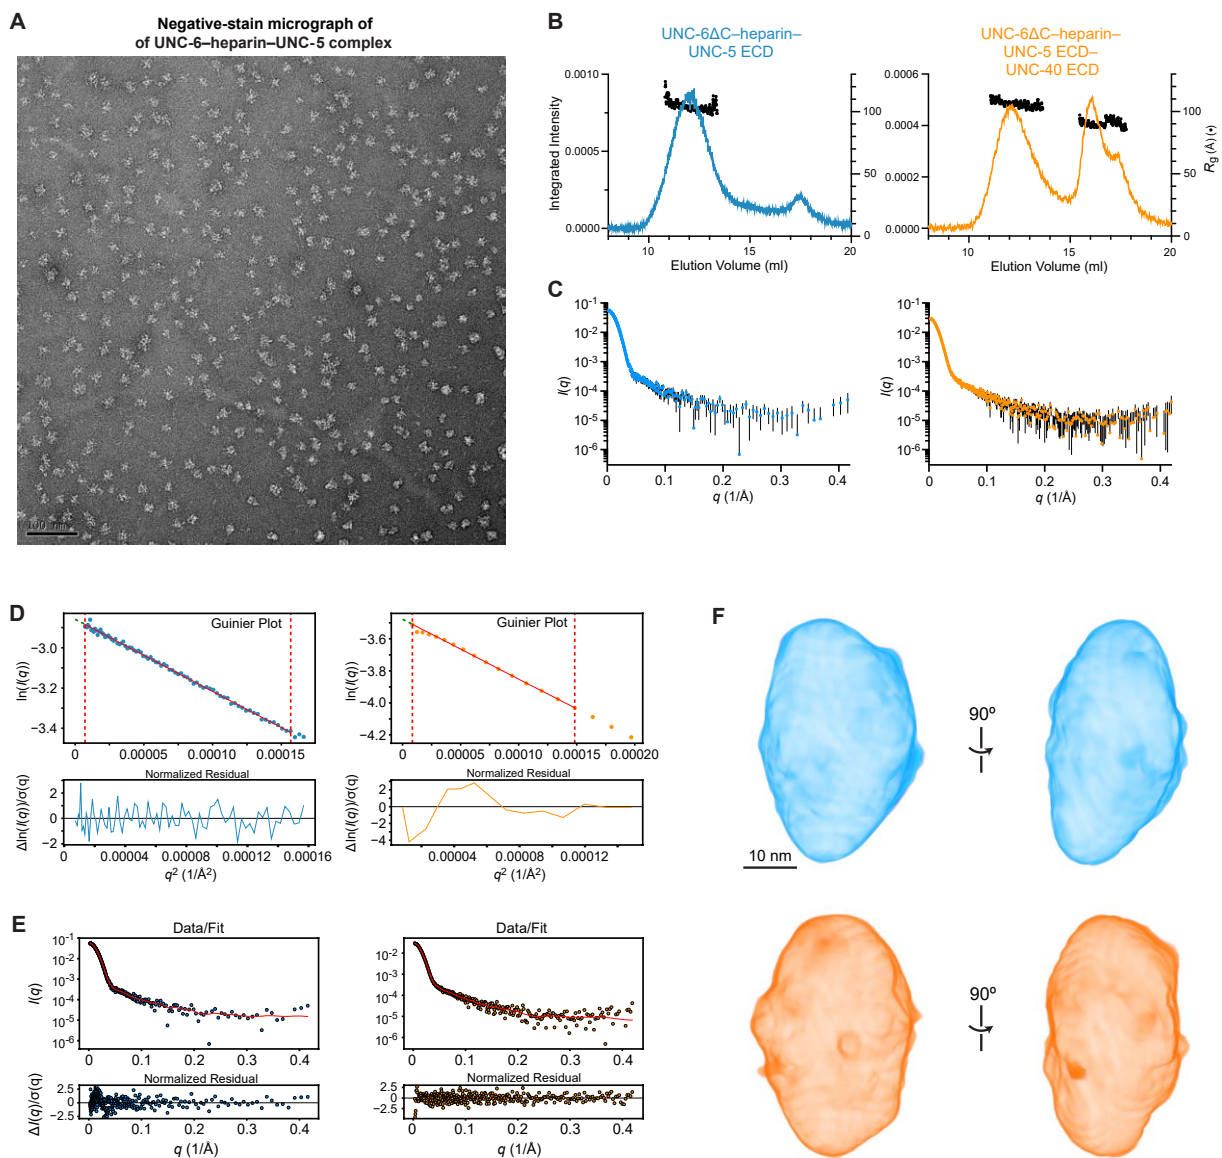 A
Negative-stain micrograph of
of UNC-6–heparin–UNC-5 complex
100 nm
B
UNC-6ΔC–heparin–
UNC-5 ECD
UNC-6ΔC–heparin–
UNC-5 ECD–
UNC-40 ECD
Integrated Intensity
0.0010
0.0005
0.0000
100
50
0
10
15
20
Elution Volume (ml)
0.0006
0.0004
0.0002
0.0000
100
50
0
Rg (Å) (•)
10
15
20
Elution Volume (ml)
C
I(q)
10-1
10-2
10-3
10-4
10-5
10-6
0
0.1
0.2
0.3
0.4
q (1/Å)
I(q)
10-1
10-2
10-3
10-4
10-5
10-6
0
0.1
0.2
0.3
0.4
q (1/Å)
D
Guinier Plot
ln(I(q))
−3.0
−3.2
−3.4
0
0.00005
0.00010
0.00015
Normalized Residual
Δln(I(q))/σ(q)
2
0
−2
0
0.00004
0.00008
0.00012
0.00016
q2 (1/Å2)
Guinier Plot
ln(I(q))
−3.6
−3.8
−4.0
−4.2
0
0.00005
0.00010
0.00015
0.00020
Normalized Residual
Δln(I(q))/σ(q)
2
0
−2
−4
0.00004
0.00008
0.00012
q2 (1/Å2)
E
Data/Fit
I(q)
10-1
10-2
10-3
10-4
10-5
10-6
0
0.1
0.2
0.3
0.4
Normalized Residual
ΔI(q)/σ(q)
2.5
0
−2.5
0
0.1
0.2
0.3
0.4
q (1/Å)
Data/Fit
I(q)
10-1
10-2
10-3
10-4
10-5
10-6
0
0.1
0.2
0.3
0.4
Normalized Residual
ΔI(q)/σ(q)
2.5
0
−2.5
0
0.1
0.2
0.3
0.4
q (1/Å)
F
90º
10 nm
90º